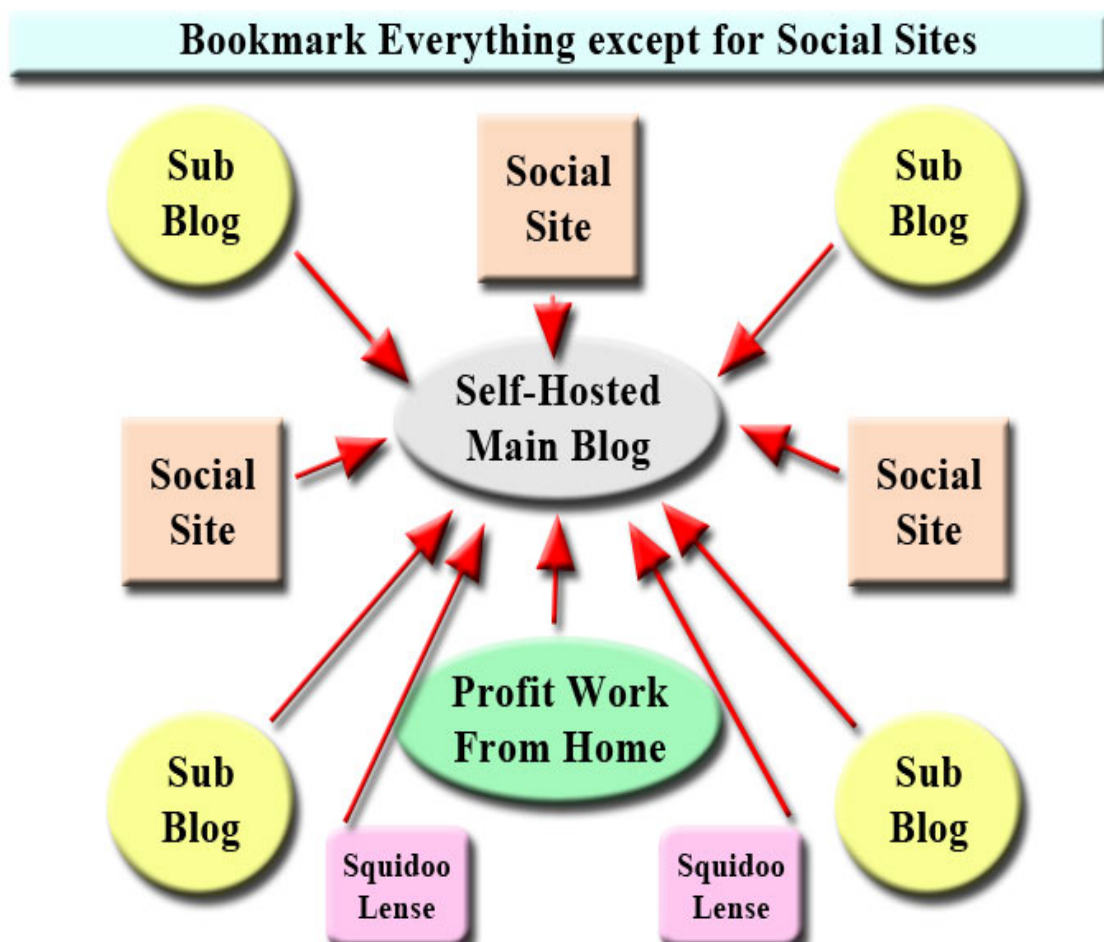 Bookmark Everything except for Social Sites
Sub
Blog
Social
Site
Sub
Blog
Self-Hosted
Main Blog
Social
Site
Social
Site
Profit Work
From Home
Sub
Blog
Sub
Blog
Squidoo
Lense
Squidoo
Lense